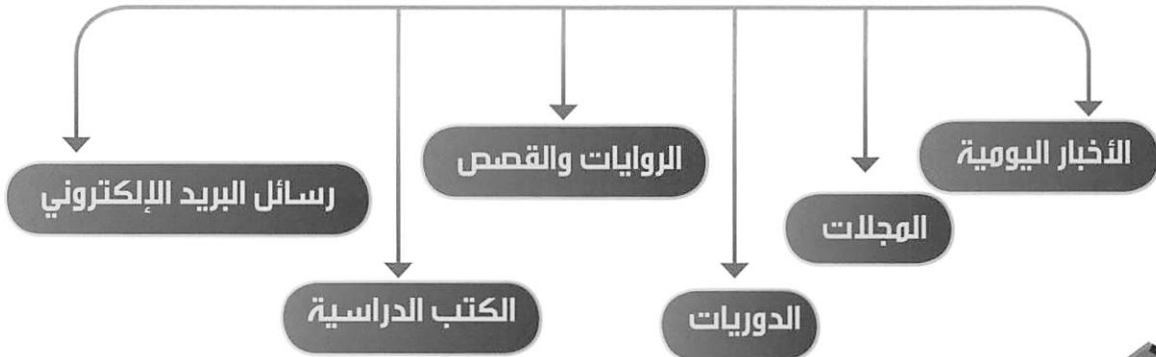 الأخبار اليومية
المجلات
الدوريات
الروايات والقصص
الكتب الدراسية
رسائل البريد الإلكتروني